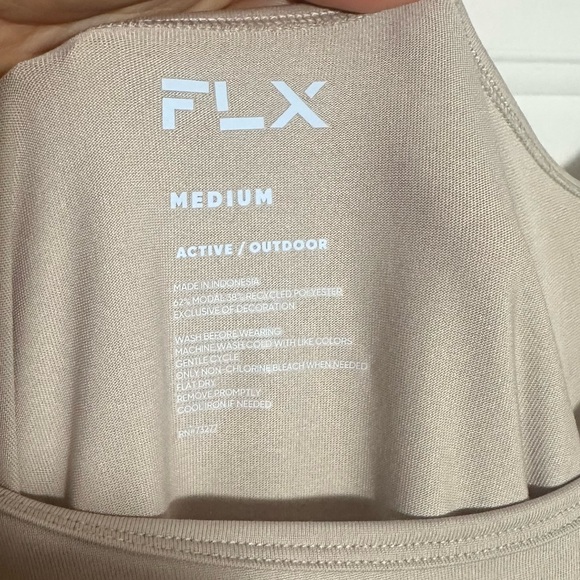 FLX
MEDIUM
ACTIVE / OUTDOOR
MADE IN INDONESIA
62% MODAL 38% RECYCLED POLYESTER
EXCLUSIVE OF DECORATION
WASH BEFORE WEARING
MACHINE WASH COLD WITH LIKE COLORS
GENTLE CYCLE
ONLY NON-CHLORINE BLEACH WHEN NEEDED
FLAT DRY
REMOVE PROMPTLY
COOL IRON IF NEEDED
RN#73277